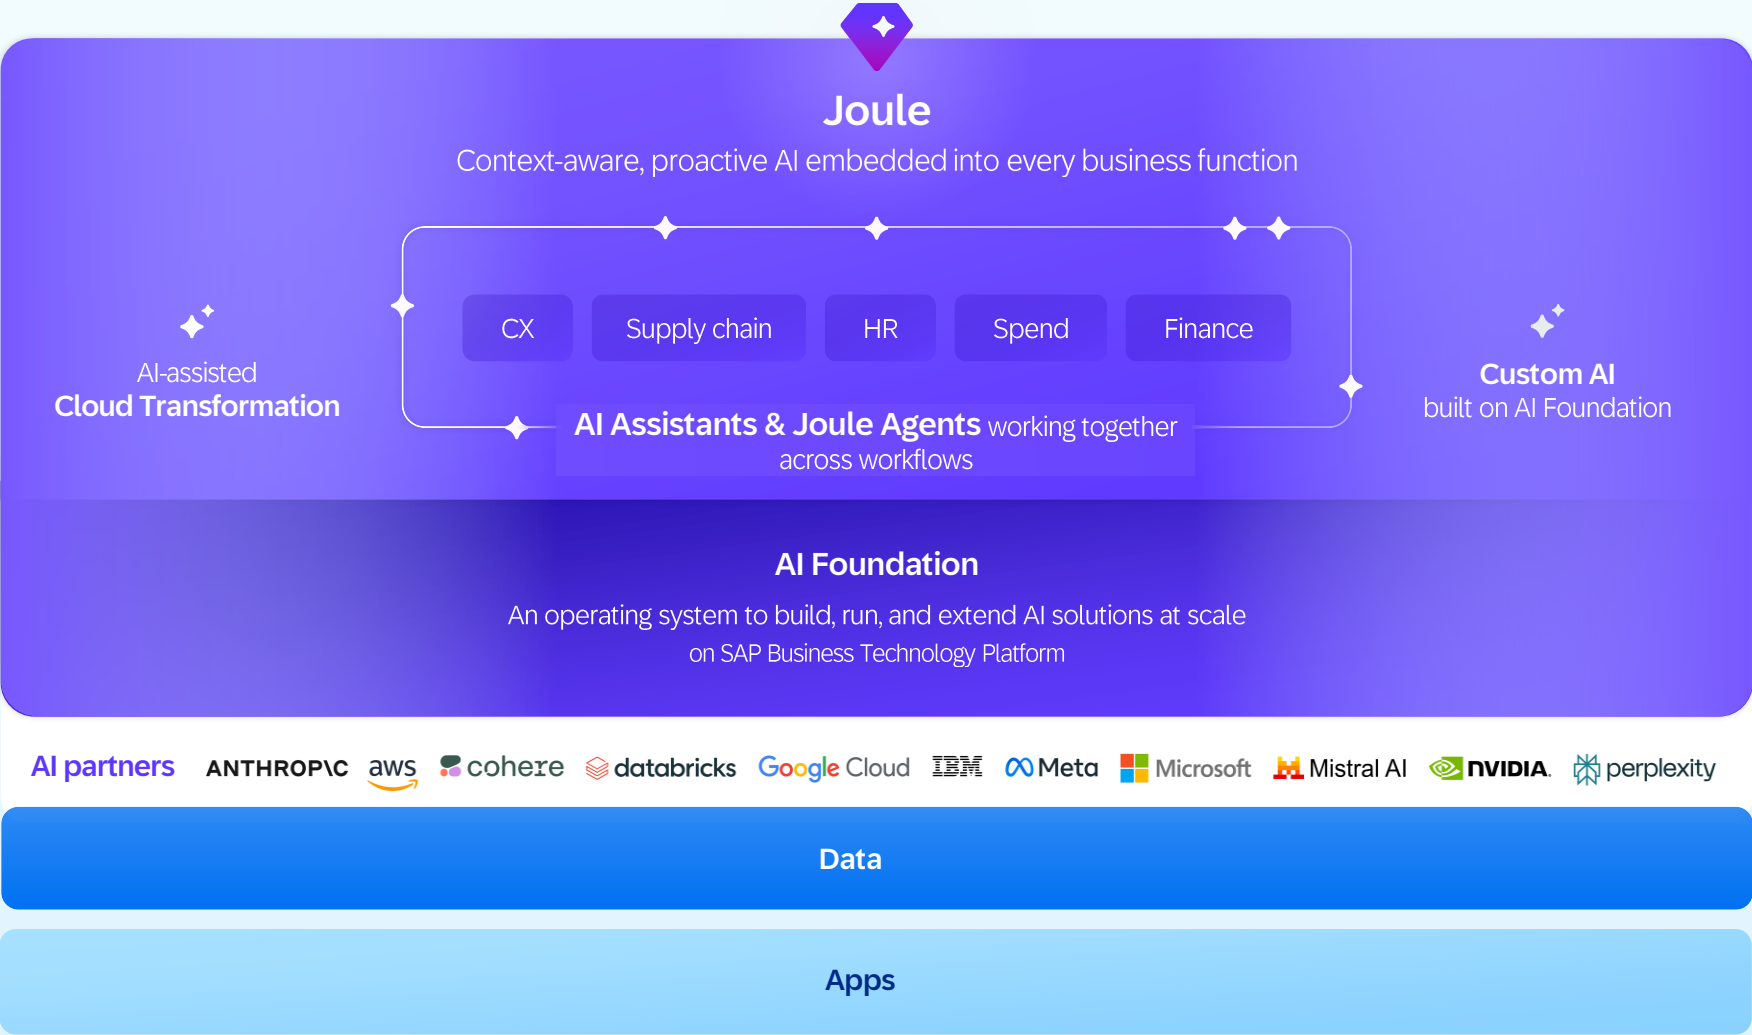 Joule
Context-aware, proactive AI embedded into every business function
CX
Supply chain
HR
Spend
Finance
AI-assisted
Cloud Transformation
Custom AI
built on AI Foundation
AI Assistants & Joule Agents working together
across workflows
AI Foundation
An operating system to build, run, and extend AI solutions at scale
on SAP Business Technology Platform
AI partners
ANTHROP\C
aws
cohere
databricks
Google Cloud
IBM
Meta
Microsoft
Mistral AI
NVIDIA.
perplexity
Data
Apps